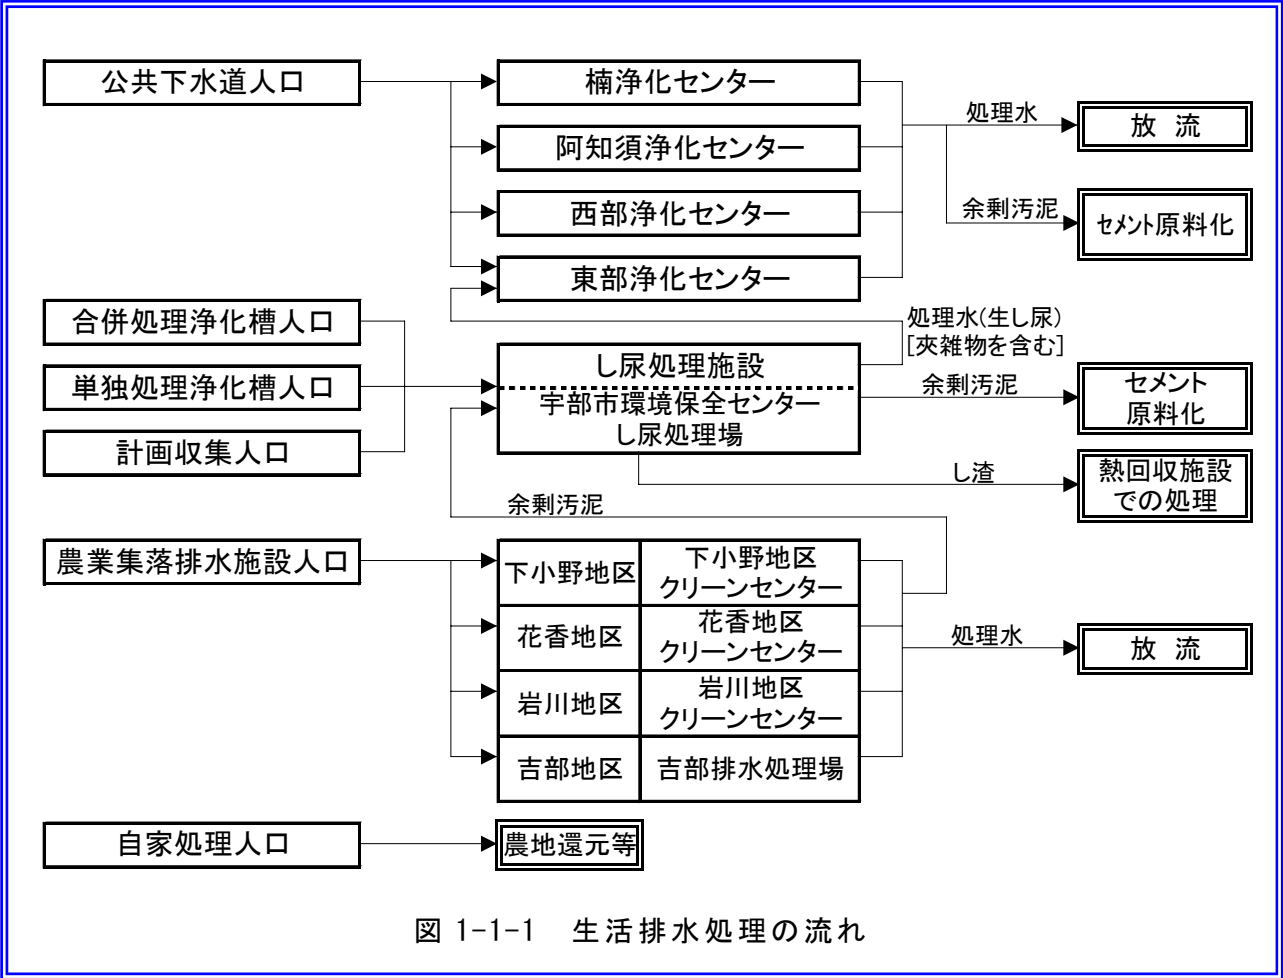 公共下水道人口
楠浄化センター
阿知須浄化センター
西部浄化センター
東部浄化センター
処理水
放 流
余剰汚泥
セメント原料化
合併処理浄化槽人口
単独処理浄化槽人口
計画収集人口
し尿処理施設
宇部市環境保全センター
し尿処理場
処理水(生し尿)
[夾雑物を含む]
余剰汚泥
セメント
原料化
し渣
熱回収施設
での処理
余剰汚泥
農業集落排水施設人口
下小野地区
下小野地区
クリーンセンター
花香地区
花香地区
クリーンセンター
岩川地区
岩川地区
クリーンセンター
吉部地区
吉部排水処理場
処理水
放 流
自家処理人口
農地還元等
図 1-1-1 生活排水処理の流れ